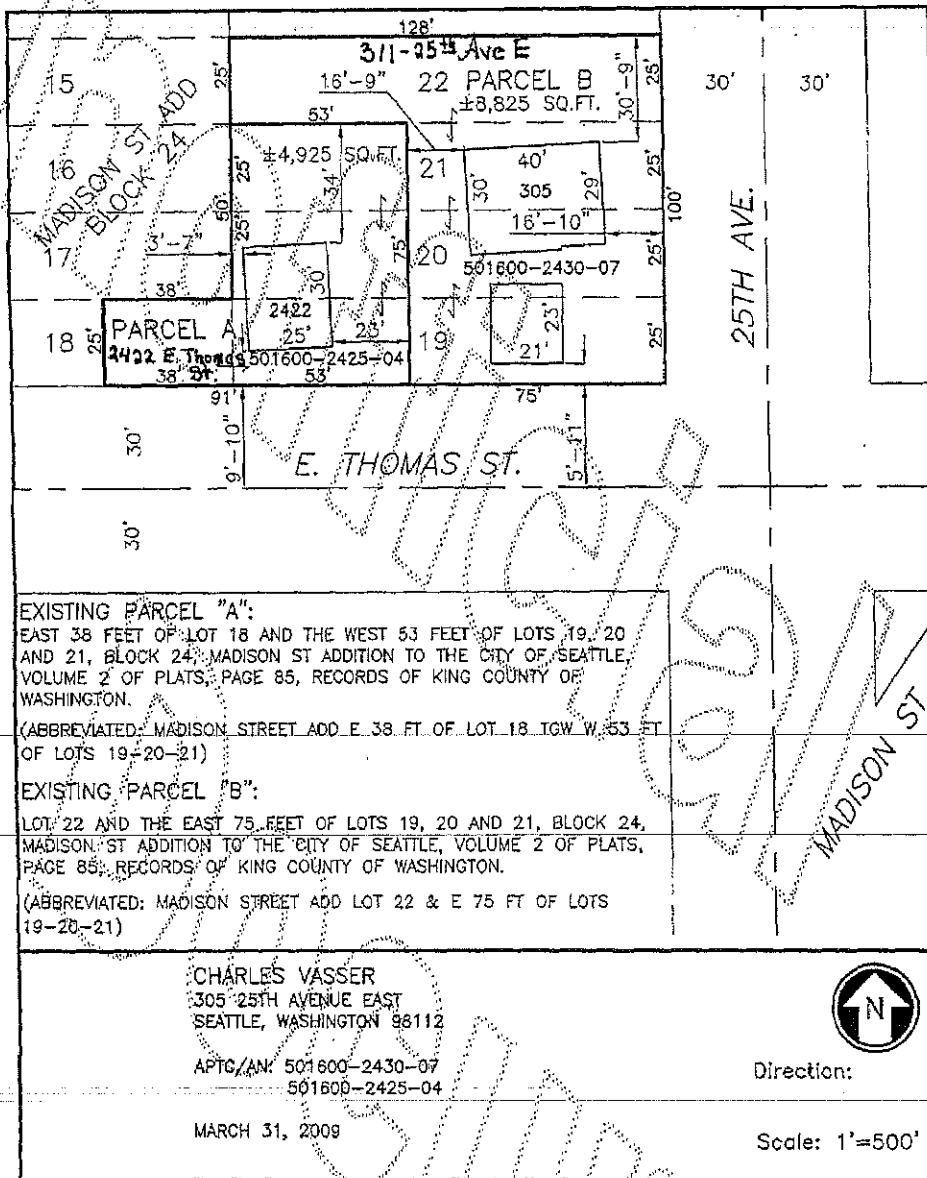 128'
311-25th Ave E
15
25'
16'-9"
22 PARCEL B
±8,825 SQ.FT.
30'-9"
25'
30'
30'
MADISON ST ADD
BLOCK 24
53'
16
25'
±4,925 SQ.FT.
34'
21
40'
30'
305
29'
25'
50'
100'
25TH AVE.
17
3'-7"
25'
75'
20
16'-10"
25'
501600-2430-07
38'
30'
2422
18
25'
PARCEL A
25'
23'
19
23'
25'
2422 E. Thomas St.
501600-2425-04
21'
38'
53'
91'
75'
30'
9'-10"
E. THOMAS ST.
5'-11"
30'
EXISTING PARCEL "A":
EAST 38 FEET OF LOT 18 AND THE WEST 53 FEET OF LOTS 19, 20
AND 21, BLOCK 24, MADISON ST ADDITION TO THE CITY OF SEATTLE,
VOLUME 2 OF PLATS, PAGE 85, RECORDS OF KING COUNTY OF
WASHINGTON.
(ABBREVIATED: MADISON STREET ADD E 38 FT OF LOT 18 TGW W 53 FT
OF LOTS 19-20-21)
EXISTING PARCEL "B":
LOT 22 AND THE EAST 75 FEET OF LOTS 19, 20 AND 21, BLOCK 24,
MADISON ST ADDITION TO THE CITY OF SEATTLE, VOLUME 2 OF PLATS,
PAGE 85, RECORDS OF KING COUNTY OF WASHINGTON.
(ABBREVIATED: MADISON STREET ADD LOT 22 & E 75 FT OF LOTS
19-20-21)
MADISON ST
CHARLES VASSER
305 25TH AVENUE EAST
SEATTLE, WASHINGTON 98112
APTG/AN: 501600-2430-07
501600-2425-04
MARCH 31, 2009
N
Direction:
Scale: 1'=500'